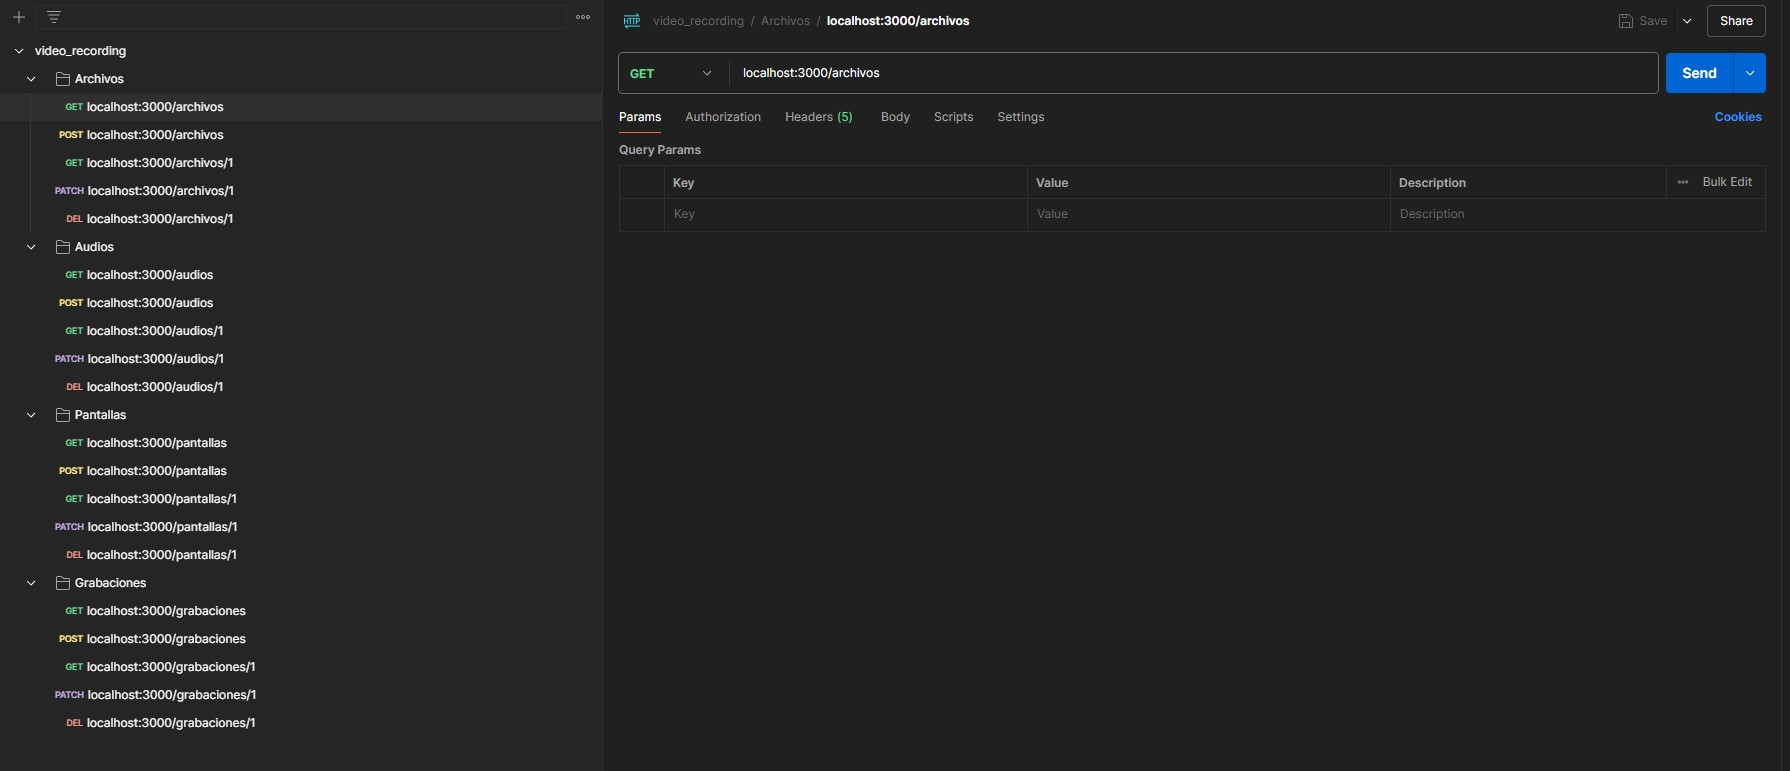 video_recording
Archivos
GET localhost:3000/archivos
POST localhost:3000/archivos
GET localhost:3000/archivos/1
PATCH localhost:3000/archivos/1
DEL localhost:3000/archivos/1
Audios
GET localhost:3000/audios
POST localhost:3000/audios
GET localhost:3000/audios/1
PATCH localhost:3000/audios/1
DEL localhost:3000/audios/1
Pantallas
GET localhost:3000/pantallas
POST localhost:3000/pantallas
GET localhost:3000/pantallas/1
PATCH localhost:3000/pantallas/1
DEL localhost:3000/pantallas/1
Grabaciones
GET localhost:3000/grabaciones
POST localhost:3000/grabaciones
GET localhost:3000/grabaciones/1
PATCH localhost:3000/grabaciones/1
DEL localhost:3000/grabaciones/1
HTTP video_recording / Archivos / localhost:3000/archivos Save Share
GET localhost:3000/archivos Send
Params Authorization Headers (5) Body Scripts Settings Cookies
Query Params
Key Value Description Bulk Edit
Key Value Description